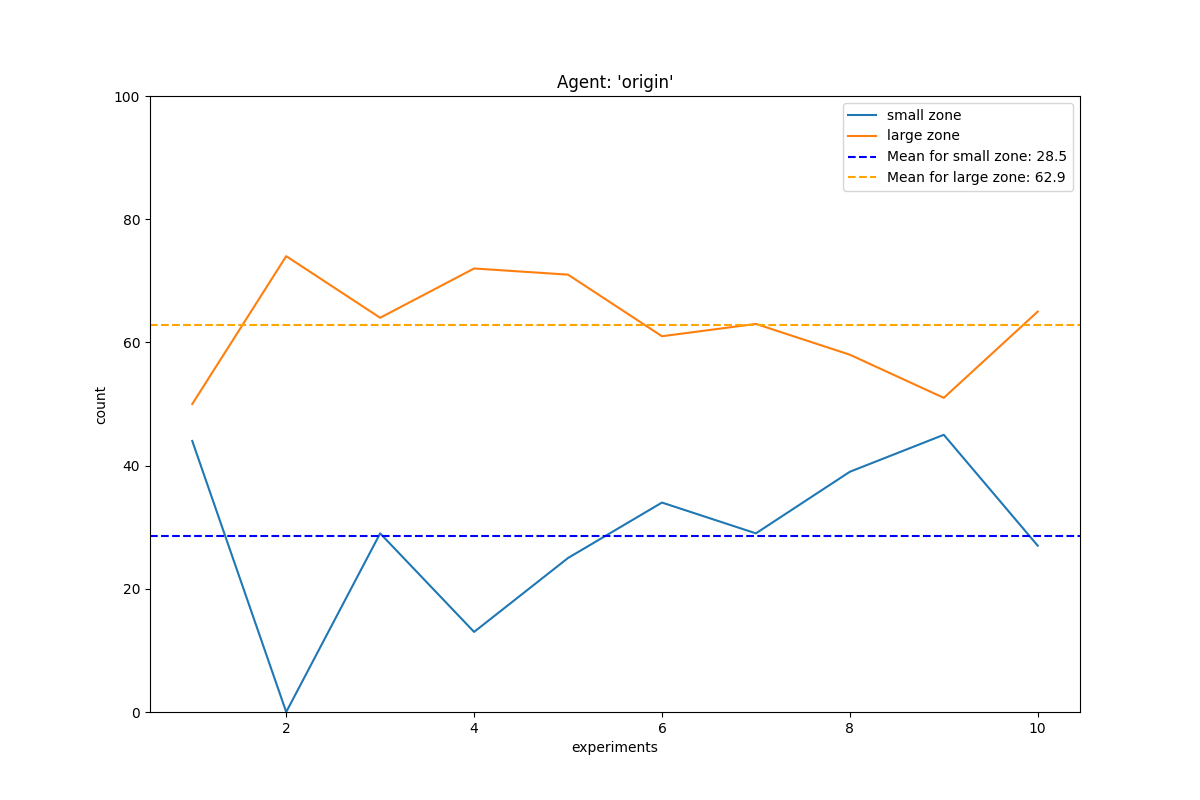 Agent: 'origin'
100
80
60
40
20
0
count
small zone
large zone
Mean for small zone: 28.5
Mean for large zone: 62.9
2
4
6
8
10
experiments